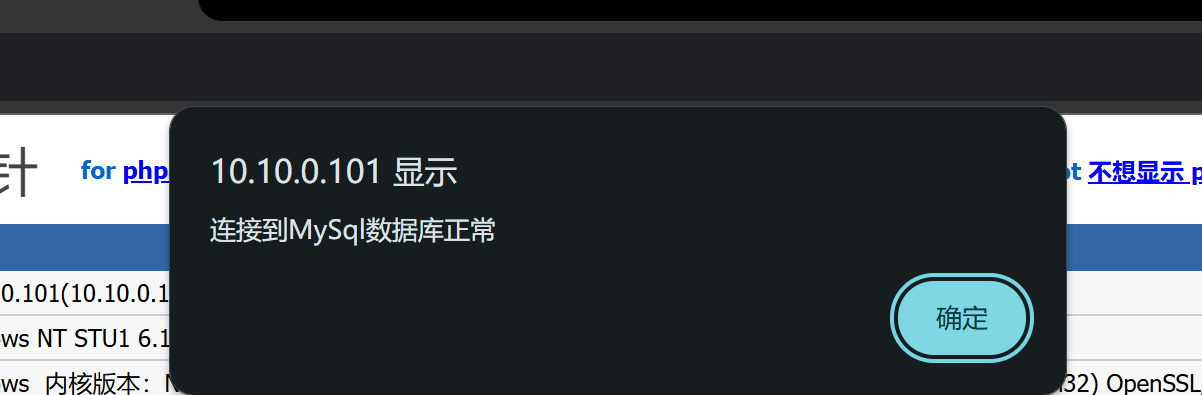 10.10.0.101 显示
针 for php ot 不想显示 p
连接到MySql数据库正常
0.101(10.10.0.1
确定
ows NT STU1 6.1
ows 内核版本：N 32) OpenSSL